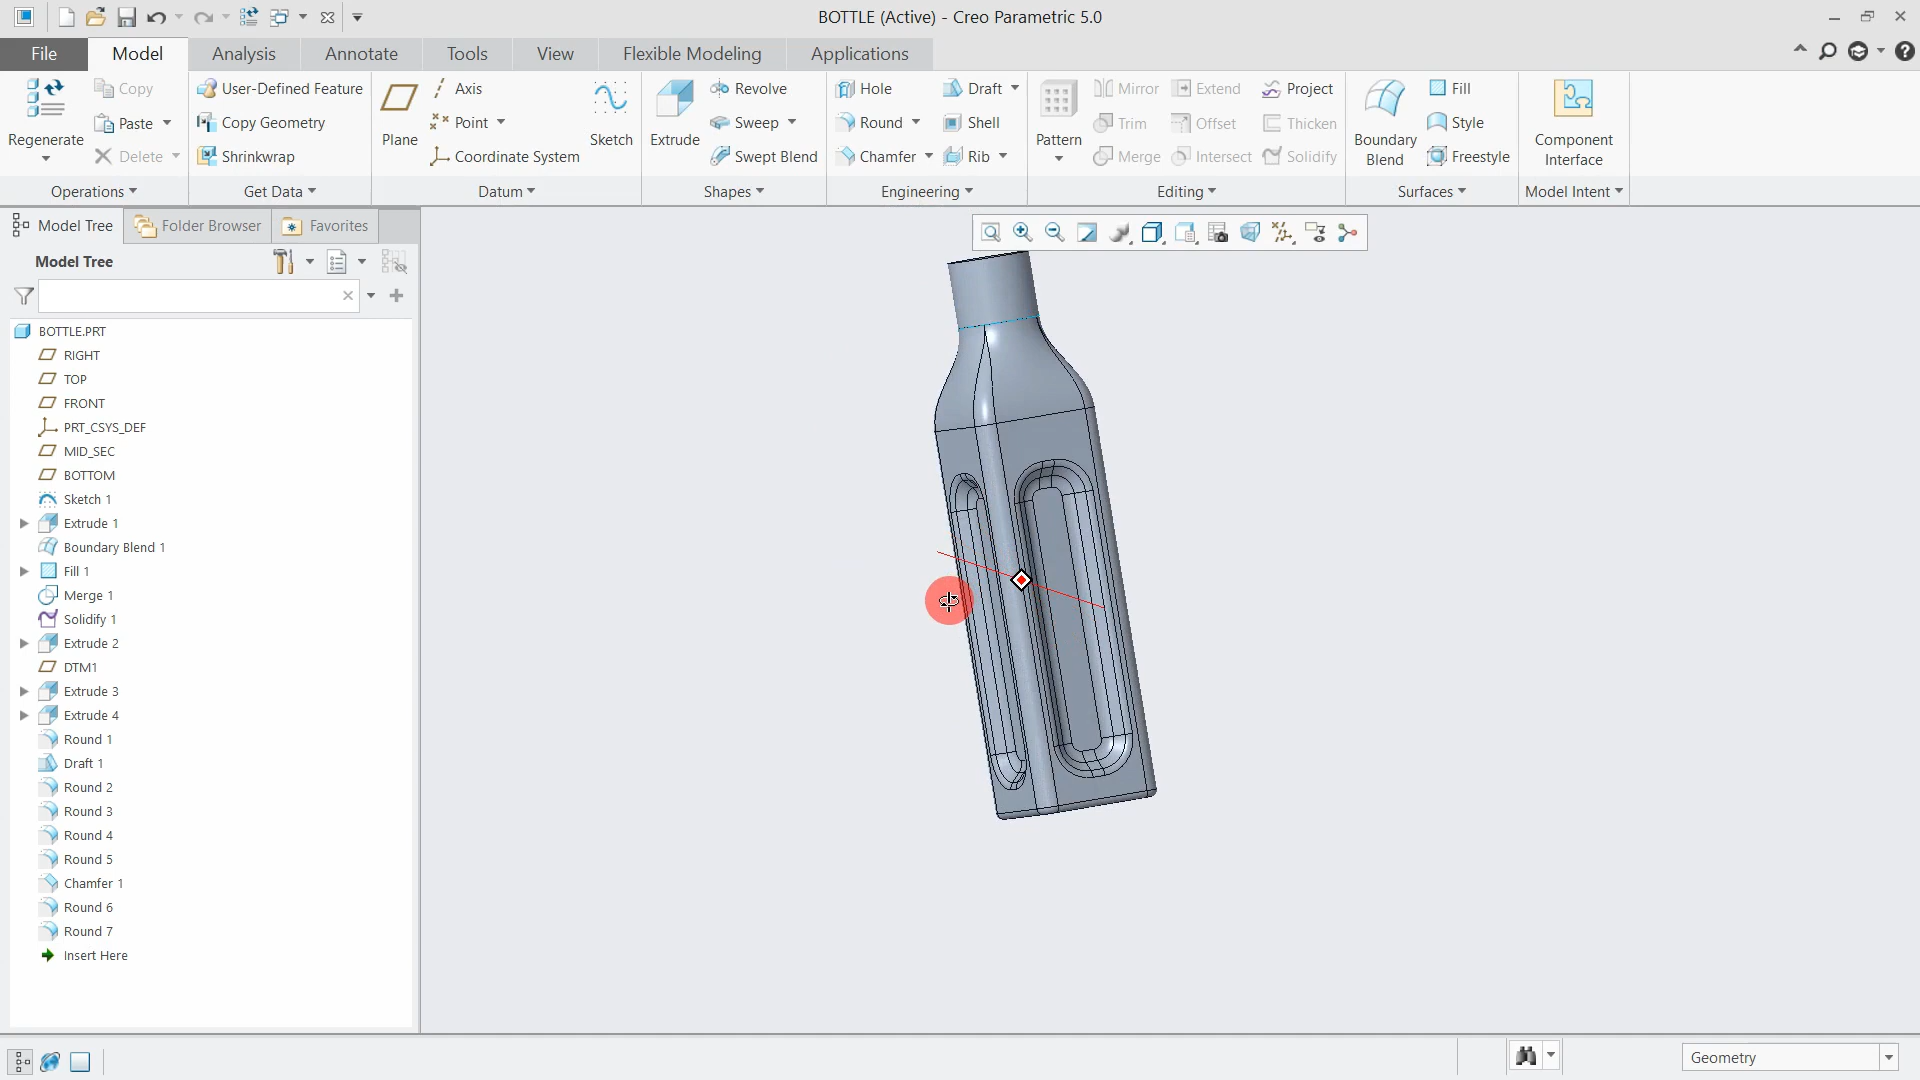 BOTTLE (Active) - Creo Parametric 5.0
File Model Analysis Annotate Tools View Flexible Modeling Applications
Regenerate
Copy
Paste
Delete
Operations
User-Defined Feature
Copy Geometry
Shrinkwrap
Get Data
Plane
Axis
Point
Coordinate System
Sketch
Datum
Extrude
Revolve
Sweep
Swept Blend
Shapes
Hole
Round
Chamfer
Draft
Shell
Rib
Engineering
Pattern
Mirror
Trim
Merge
Extend
Offset
Intersect
Project
Thicken
Solidify
Editing
Boundary
Blend
Fill
Style
Freestyle
Surfaces
Component
Interface
Model Intent
Model Tree Folder Browser Favorites
Model Tree
BOTTLE.PRT
RIGHT
TOP
FRONT
PRT_CSYS_DEF
MID_SEC
BOTTOM
Sketch 1
Extrude 1
Boundary Blend 1
Fill 1
Merge 1
Solidify 1
Extrude 2
DTM1
Extrude 3
Extrude 4
Round 1
Draft 1
Round 2
Round 3
Round 4
Round 5
Chamfer 1
Round 6
Round 7
Insert Here
Geometry